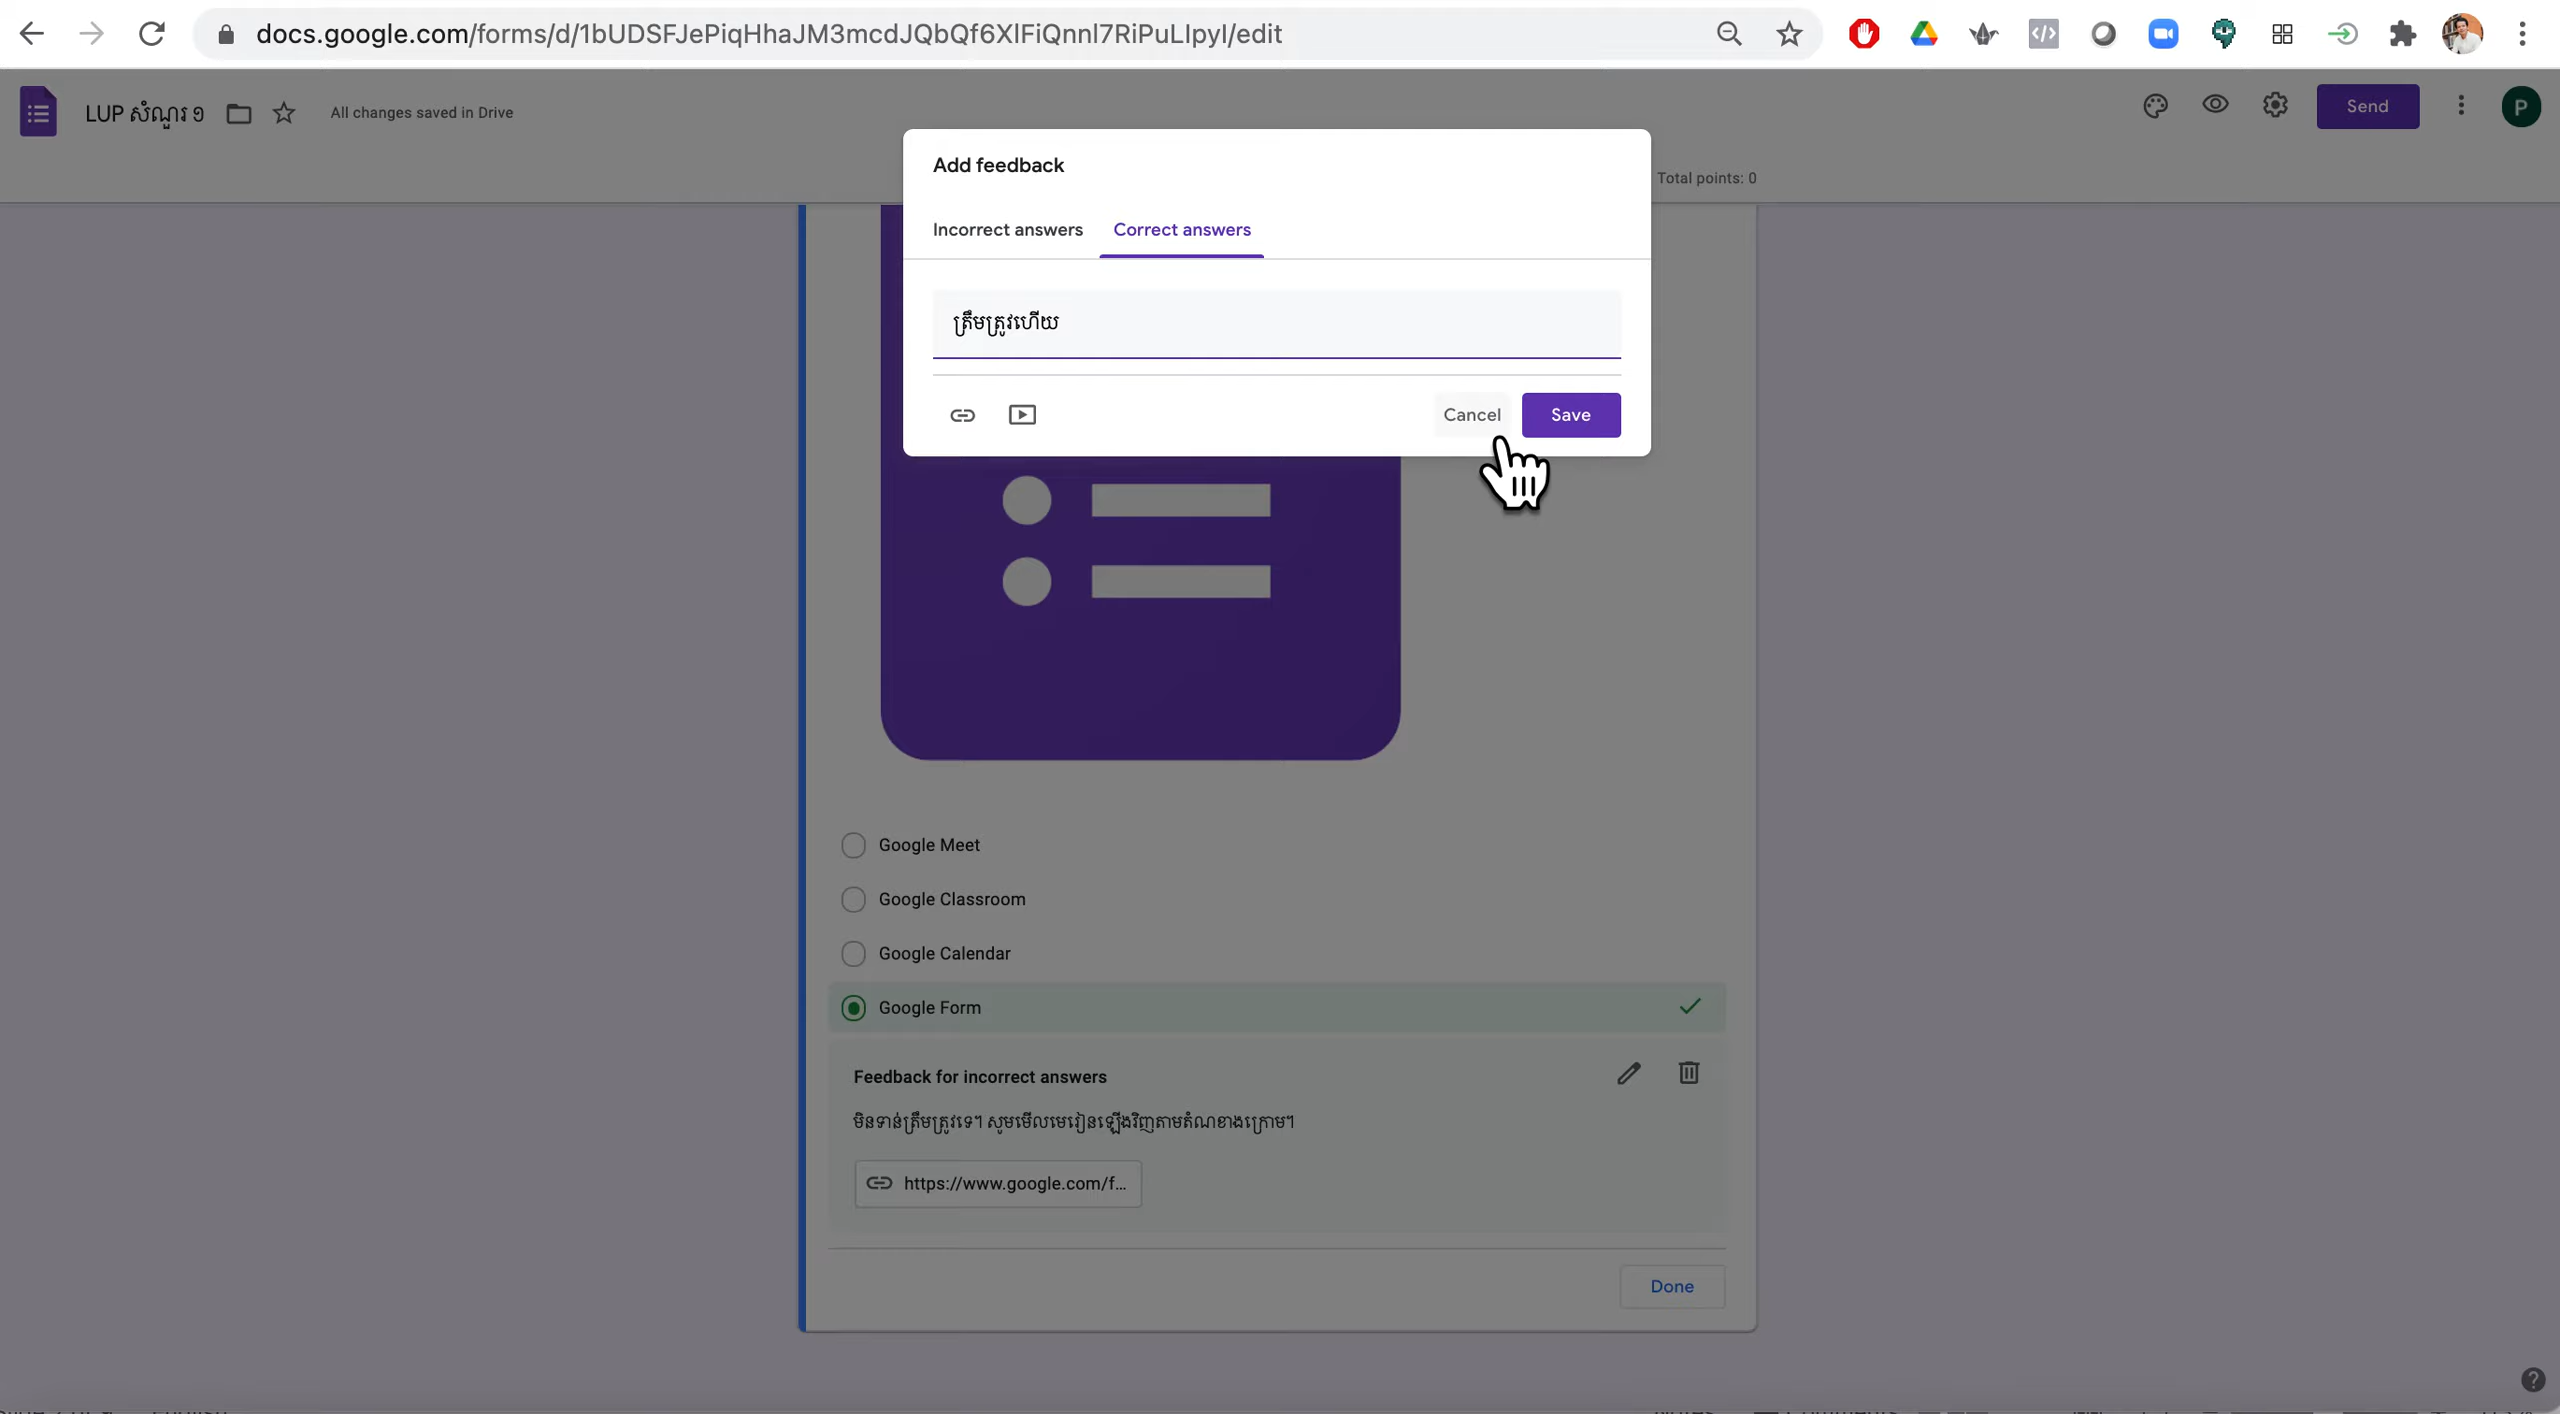 docs.google.com/forms/d/1bUDSFJePiqHhaJM3mcdJQbQf6XlFiQnnl7RiPuLIpyI/edit
LUP សំណួរ ១
All changes saved in Drive
Send
P
Add feedback
Total points: 0
Incorrect answers
Correct answers
ត្រឹមត្រូវហើយ
Cancel
Save
Google Meet
Google Classroom
Google Calendar
Google Form
Feedback for incorrect answers
មិនទាន់ត្រឹមត្រូវទេ។ សូមមើលមេរៀនឡើងវិញតាមតំណខាងក្រោម។
https://www.google.com/f...
Done